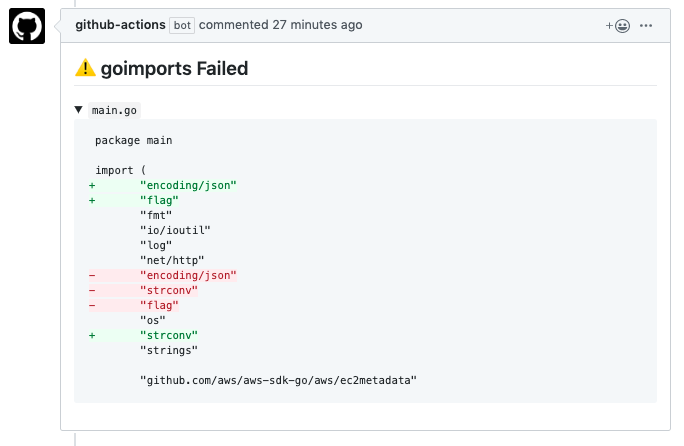 github-actions bot commented 27 minutes ago
⚠️ goimports Failed
▼ main.go
 package main

 import (
+       "encoding/json"
+       "flag"
        "fmt"
        "io/ioutil"
        "log"
        "net/http"
-       "encoding/json"
-       "strconv"
-       "flag"
        "os"
+       "strconv"
        "strings"

        "github.com/aws/aws-sdk-go/aws/ec2metadata"